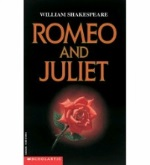 WILLIAM SHAKESPEARE
ROMEO
AND
JULIET
SCHOLASTIC